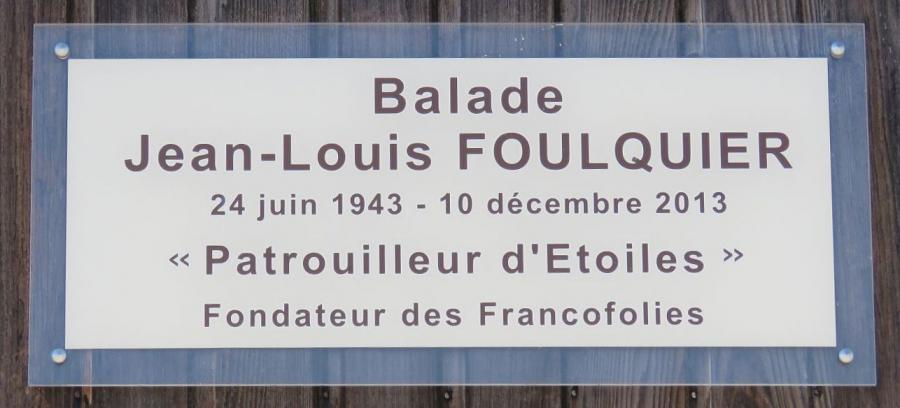 Balade
Jean-Louis FOULQUIER
24 juin 1943 - 10 décembre 2013
« Patrouilleur d'Etoiles »
Fondateur des Francofolies